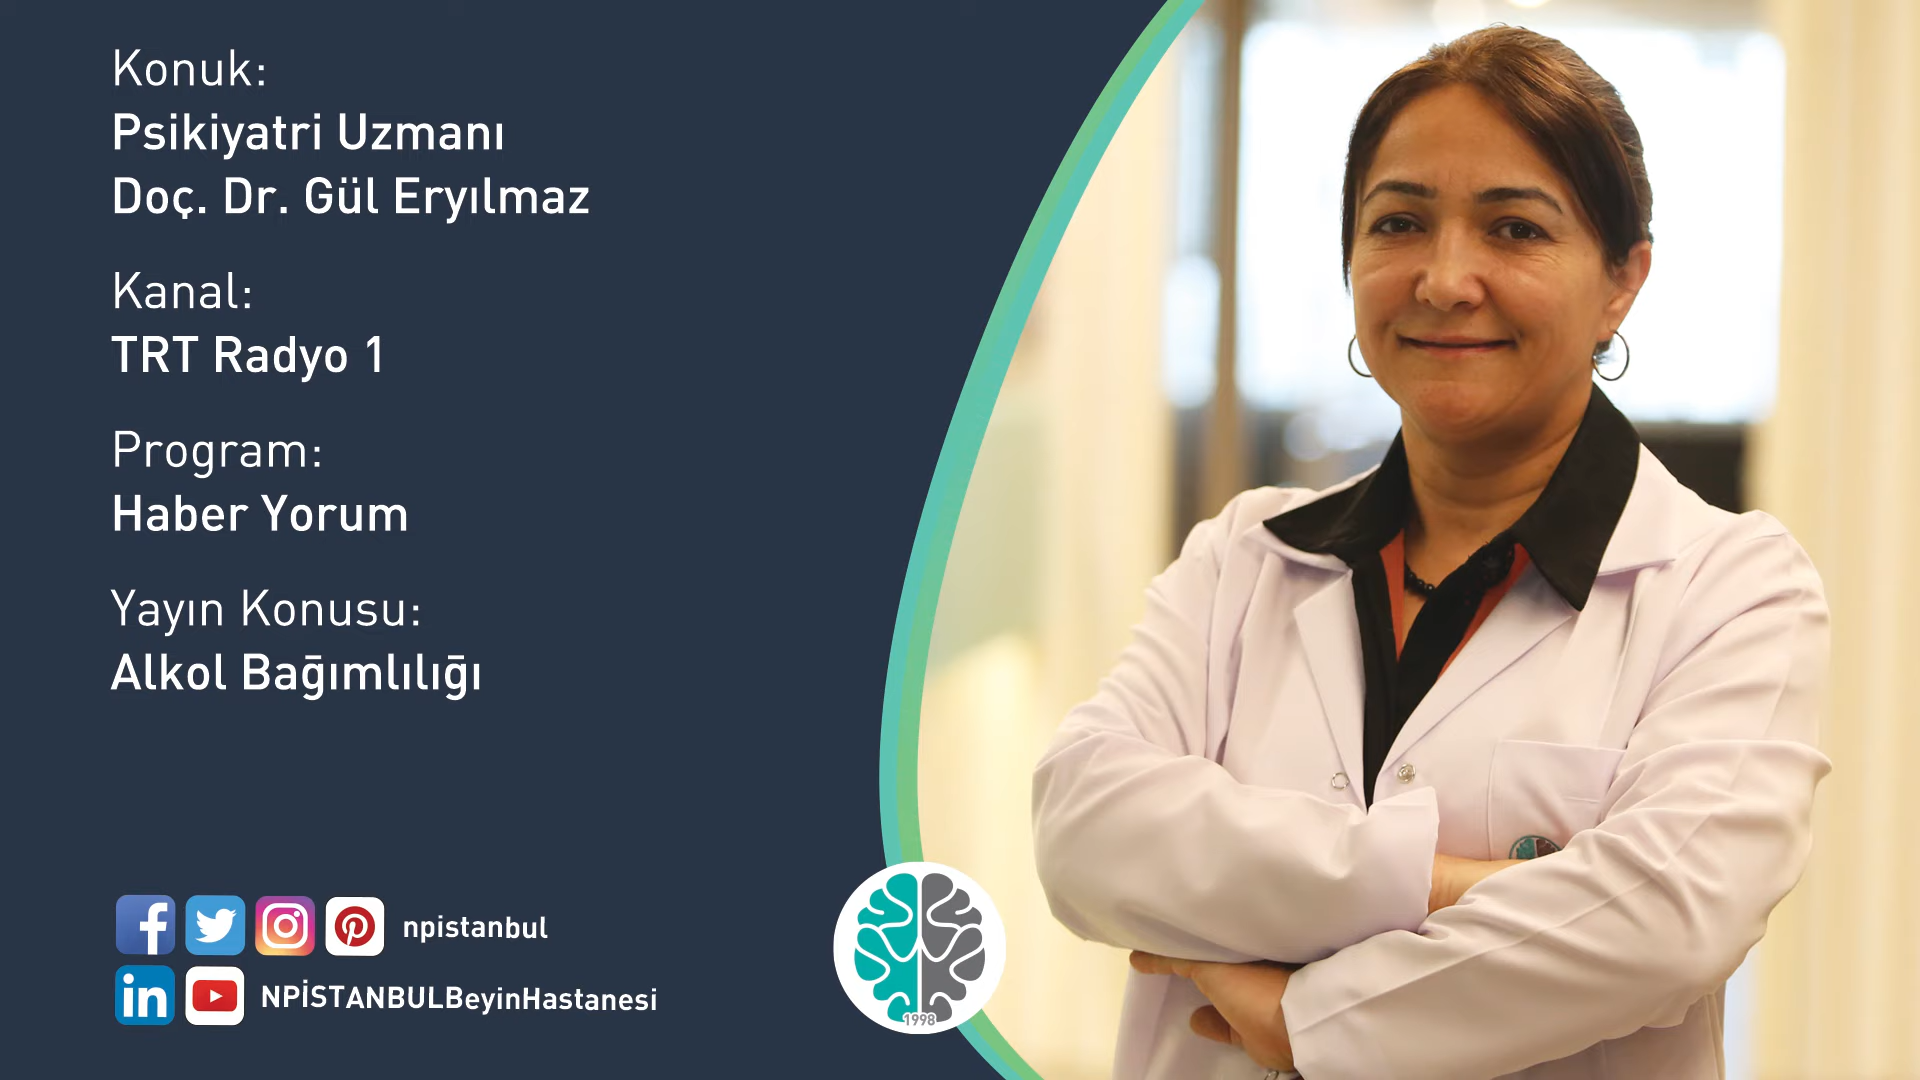 Konuk:
Psikiyatri Uzmanı
Doç. Dr. Gül Eryılmaz
Kanal:
TRT Radyo 1
Program:
Haber Yorum
Yayın Konusu:
Alkol Bağımlılığı
npistanbul
NPİSTANBULBeyinHastanesi
1998